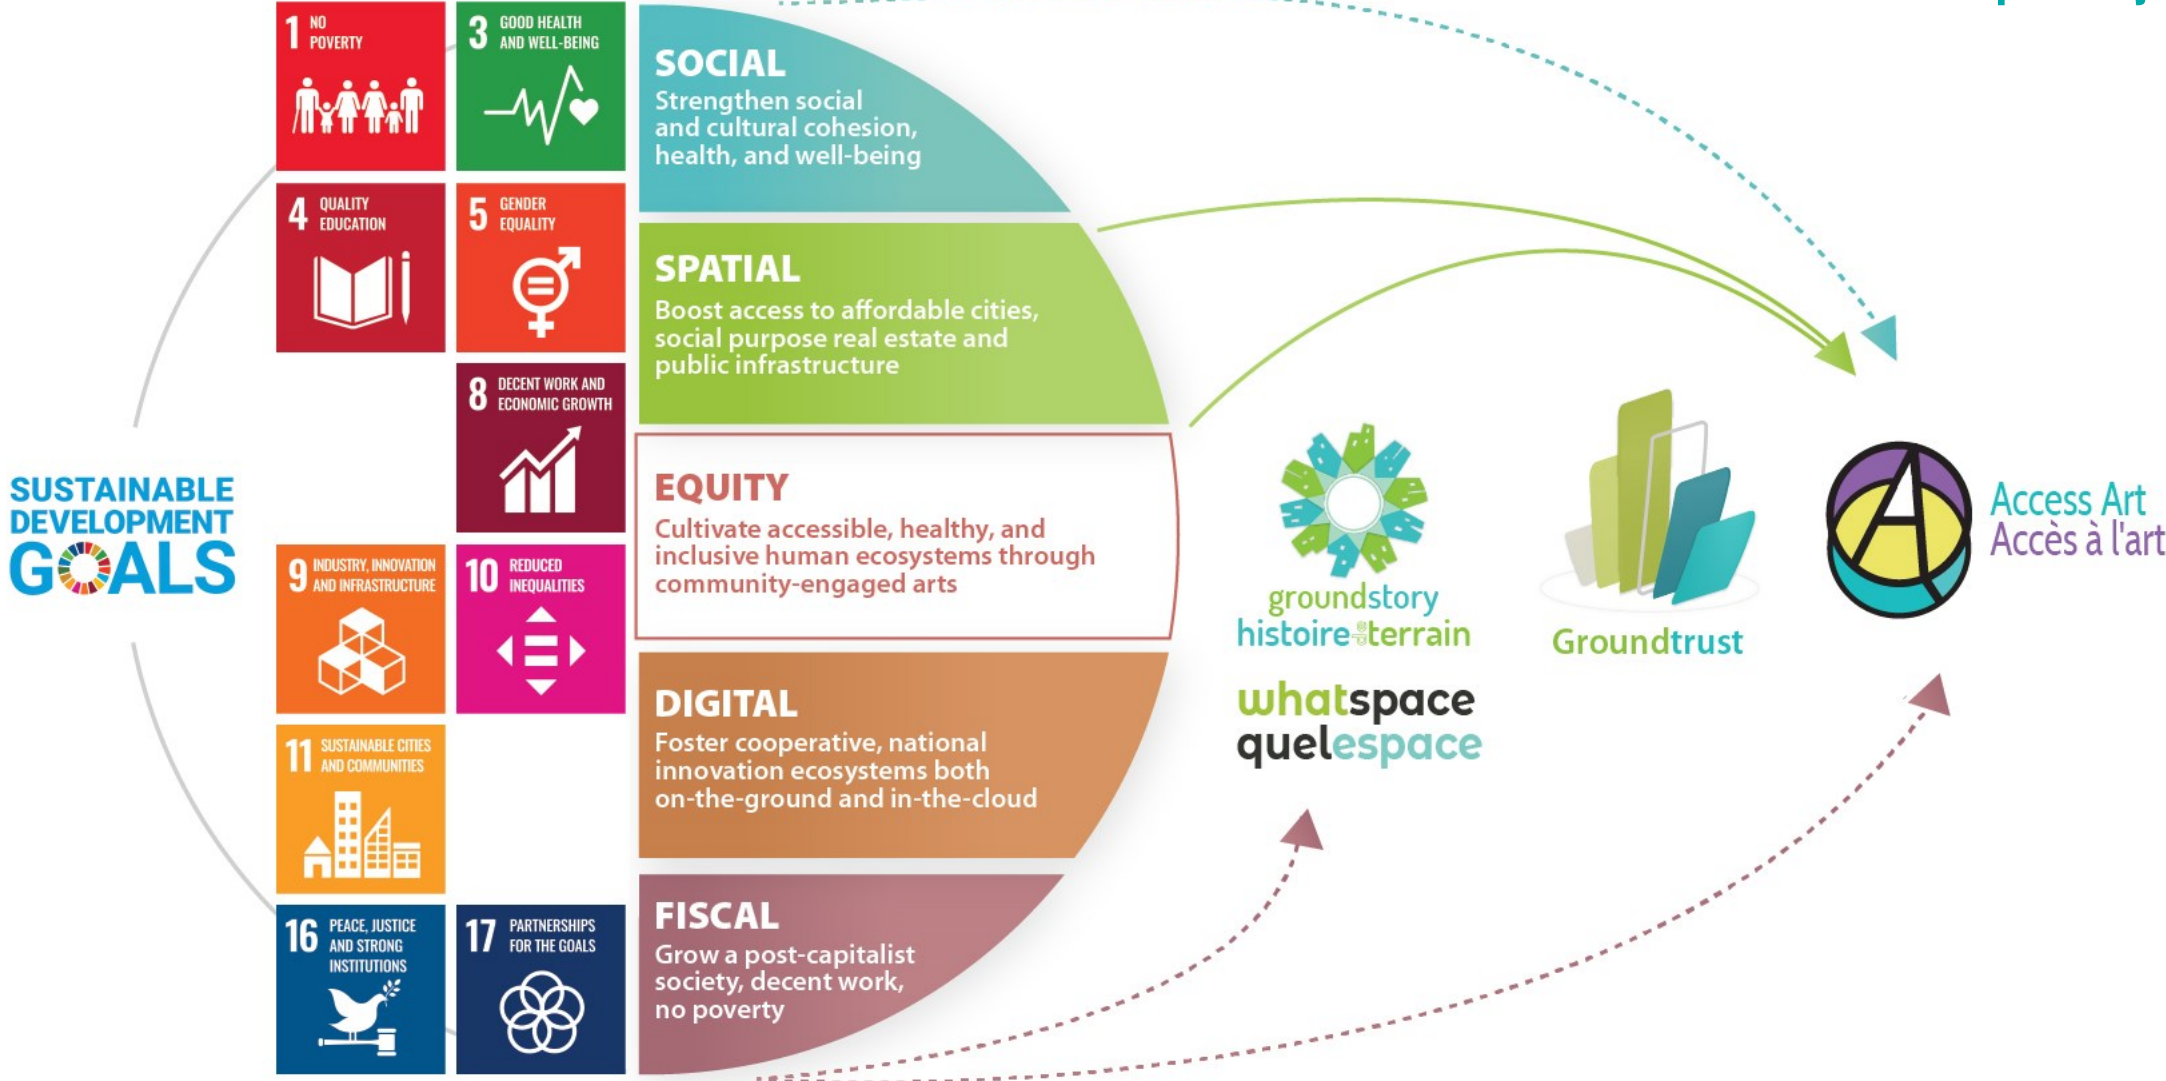 1 NO
POVERTY
3 GOOD HEALTH
AND WELL-BEING
4 QUALITY
EDUCATION
5 GENDER
EQUALITY
8 DECENT WORK AND
ECONOMIC GROWTH
SUSTAINABLE
DEVELOPMENT
GOALS
9 INDUSTRY, INNOVATION
AND INFRASTRUCTURE
10 REDUCED
INEQUALITIES
11 SUSTAINABLE CITIES
AND COMMUNITIES
16 PEACE, JUSTICE
AND STRONG
INSTITUTIONS
17 PARTNERSHIPS
FOR THE GOALS
SOCIAL
Strengthen social
and cultural cohesion,
health, and well-being
SPATIAL
Boost access to affordable cities,
social purpose real estate and
public infrastructure
EQUITY
Cultivate accessible, healthy, and
inclusive human ecosystems through
community-engaged arts
DIGITAL
Foster cooperative, national
innovation ecosystems both
on-the-ground and in-the-cloud
FISCAL
Grow a post-capitalist
society, decent work,
no poverty
groundstory
histoire des terrain
whatspace
quelespace
Groundtrust
Access Art
Accès à l'art